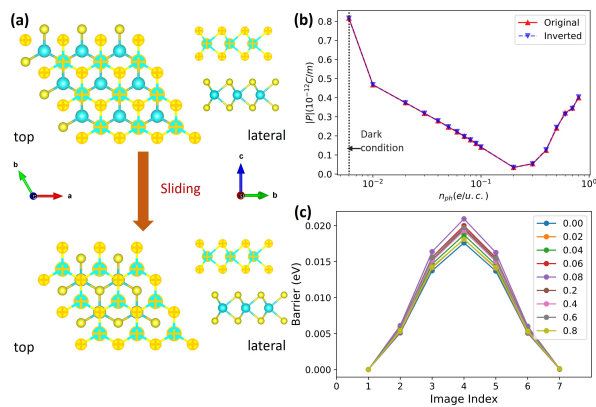 (a)
top
lateral
b
a
Sliding
c
b
top
lateral
(b)
|P|(10⁻¹²C/m)
0.8
0.7
0.6
0.5
0.4
0.3
0.2
0.1
0.0
Original
Inverted
Dark
condition
10⁻²
10⁻¹
n_ph(e/u.c.)
(c)
Barrier (eV)
0.020
0.015
0.010
0.005
0.000
0.00
0.02
0.04
0.06
0.08
0.2
0.4
0.6
0.8
0 1 2 3 4 5 6 7
Image Index